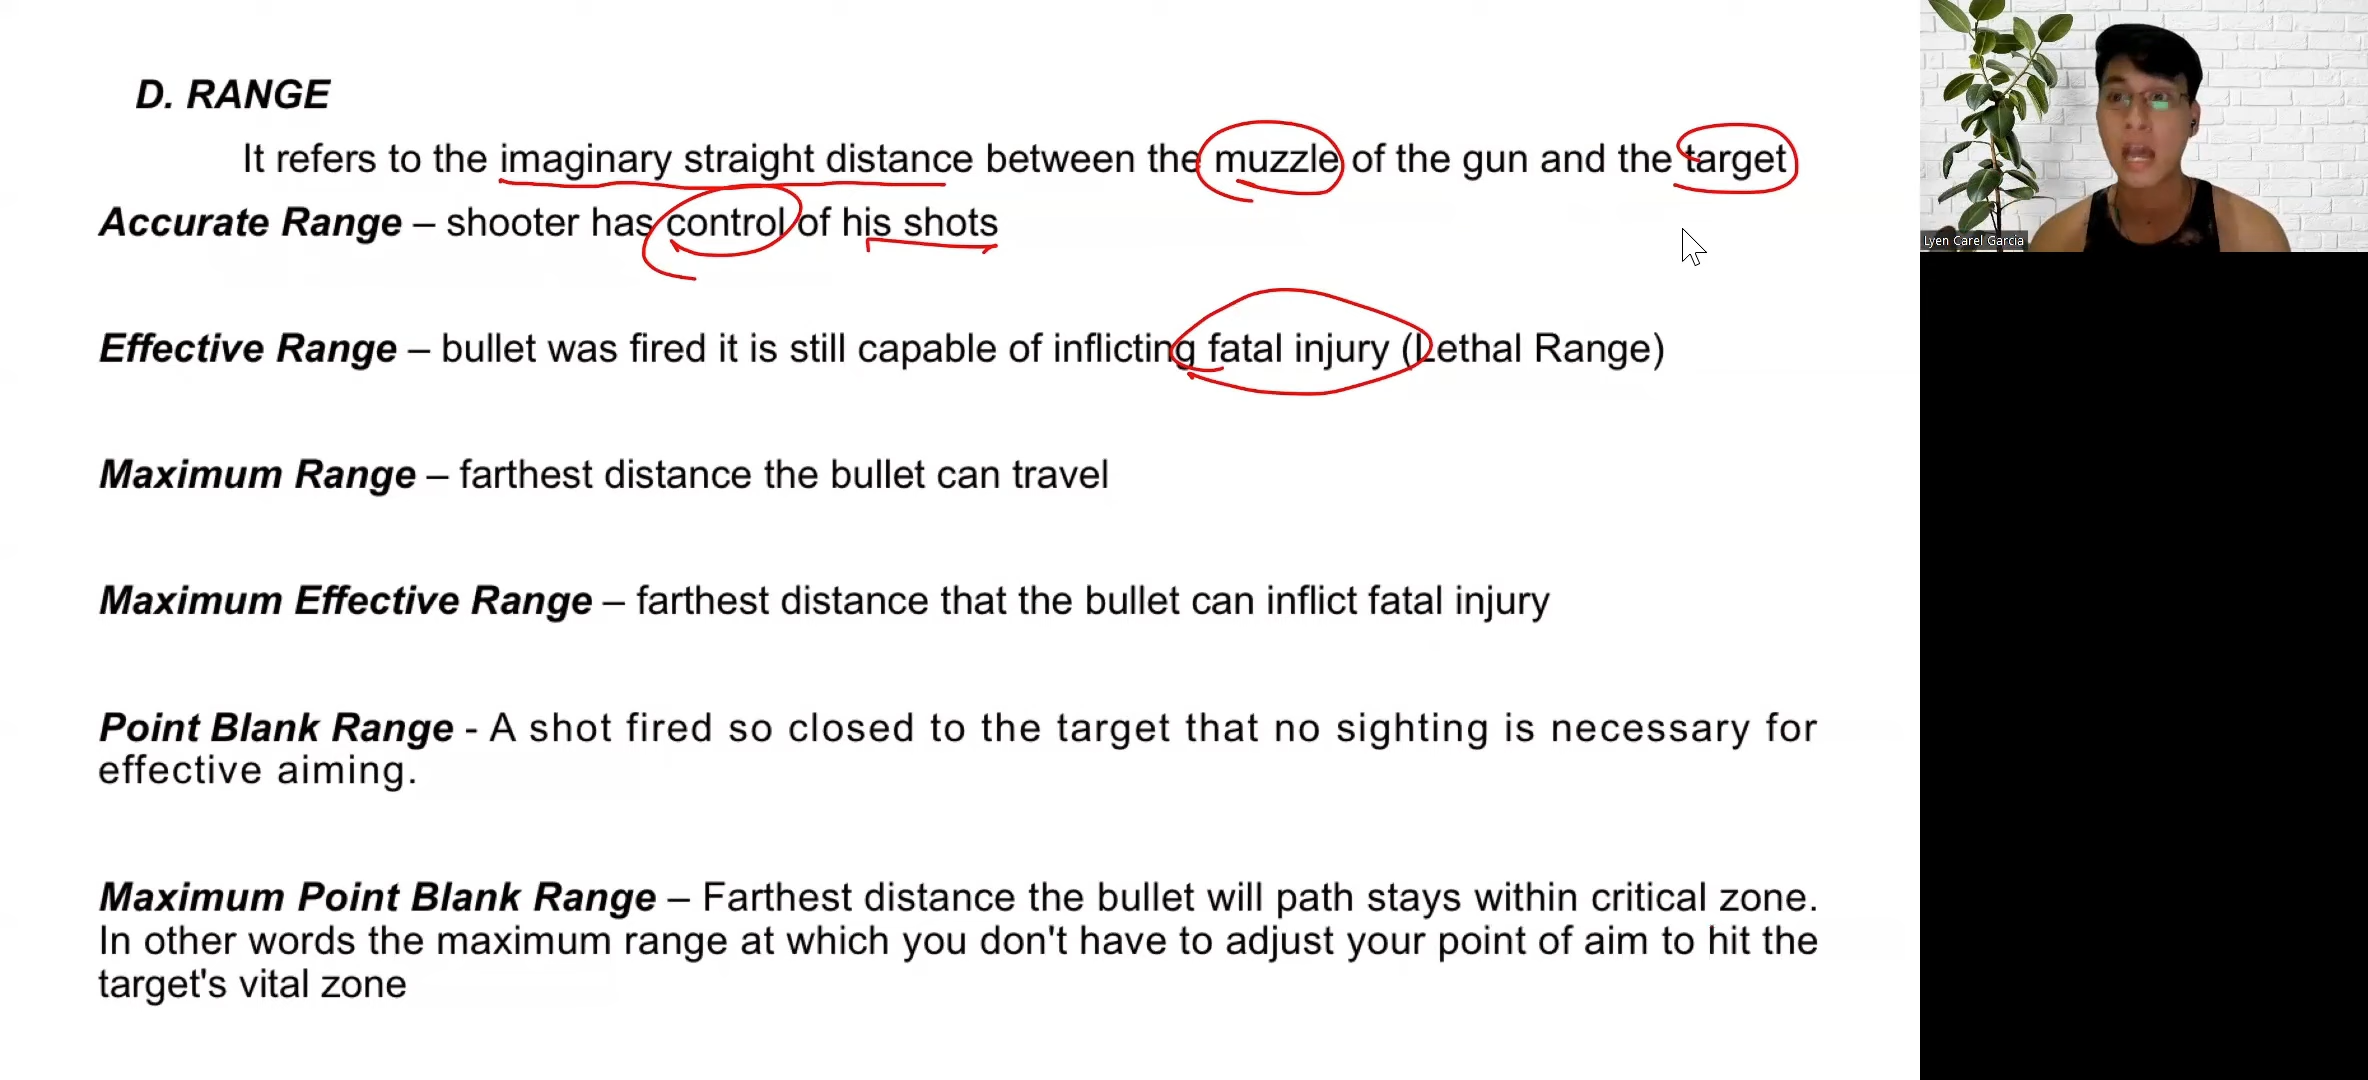 D. RANGE
It refers to the imaginary straight distance between the muzzle of the gun and the target
Accurate Range – shooter has control of his shots
Effective Range – bullet was fired it is still capable of inflicting fatal injury (Lethal Range)
Maximum Range – farthest distance the bullet can travel
Maximum Effective Range – farthest distance that the bullet can inflict fatal injury
Point Blank Range - A shot fired so closed to the target that no sighting is necessary for
effective aiming.
Maximum Point Blank Range – Farthest distance the bullet will path stays within critical zone.
In other words the maximum range at which you don't have to adjust your point of aim to hit the
target's vital zone
Lyen Carel Garcia